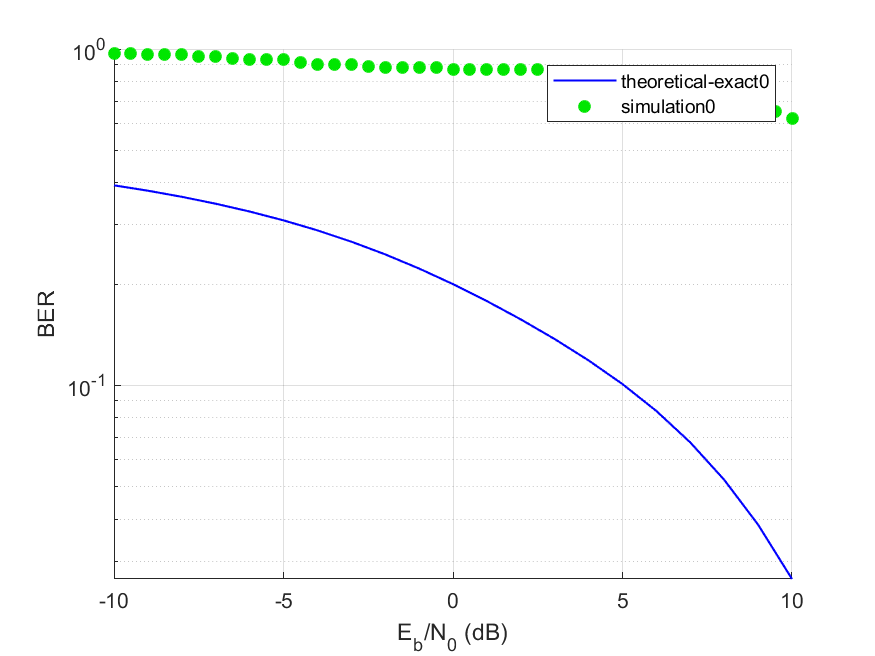 10^0
theoretical-exact0
simulation0
10^-1
BER
-10 -5 0 5 10
E_b/N_0 (dB)